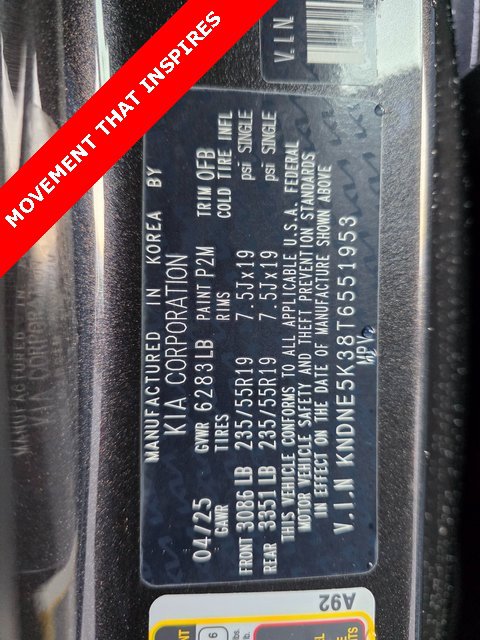 MOVEMENT THAT INSPIRES
V.I.N.
MANUFACTURED IN KOREA BY
KIA CORPORATION
04/25 GVWR 6283LB PAINT P2M TRIM OFB
GAWR TIRES RIMS COLD TIRE INFL
FRONT 3086 LB 235/55R19 7.5Jx19 psi SINGLE
REAR 3351LB 235/55R19 7.5Jx19 psi SINGLE
THIS VEHICLE CONFORMS TO ALL APPLICABLE U.S.A. FEDERAL
MOTOR VEHICLE SAFETY AND THEFT PREVENTION STANDARDS
IN EFFECT ON THE DATE OF MANUFACTURE SHOWN ABOVE
V.I.N KNDNE5K38T6551953
MPV
A92